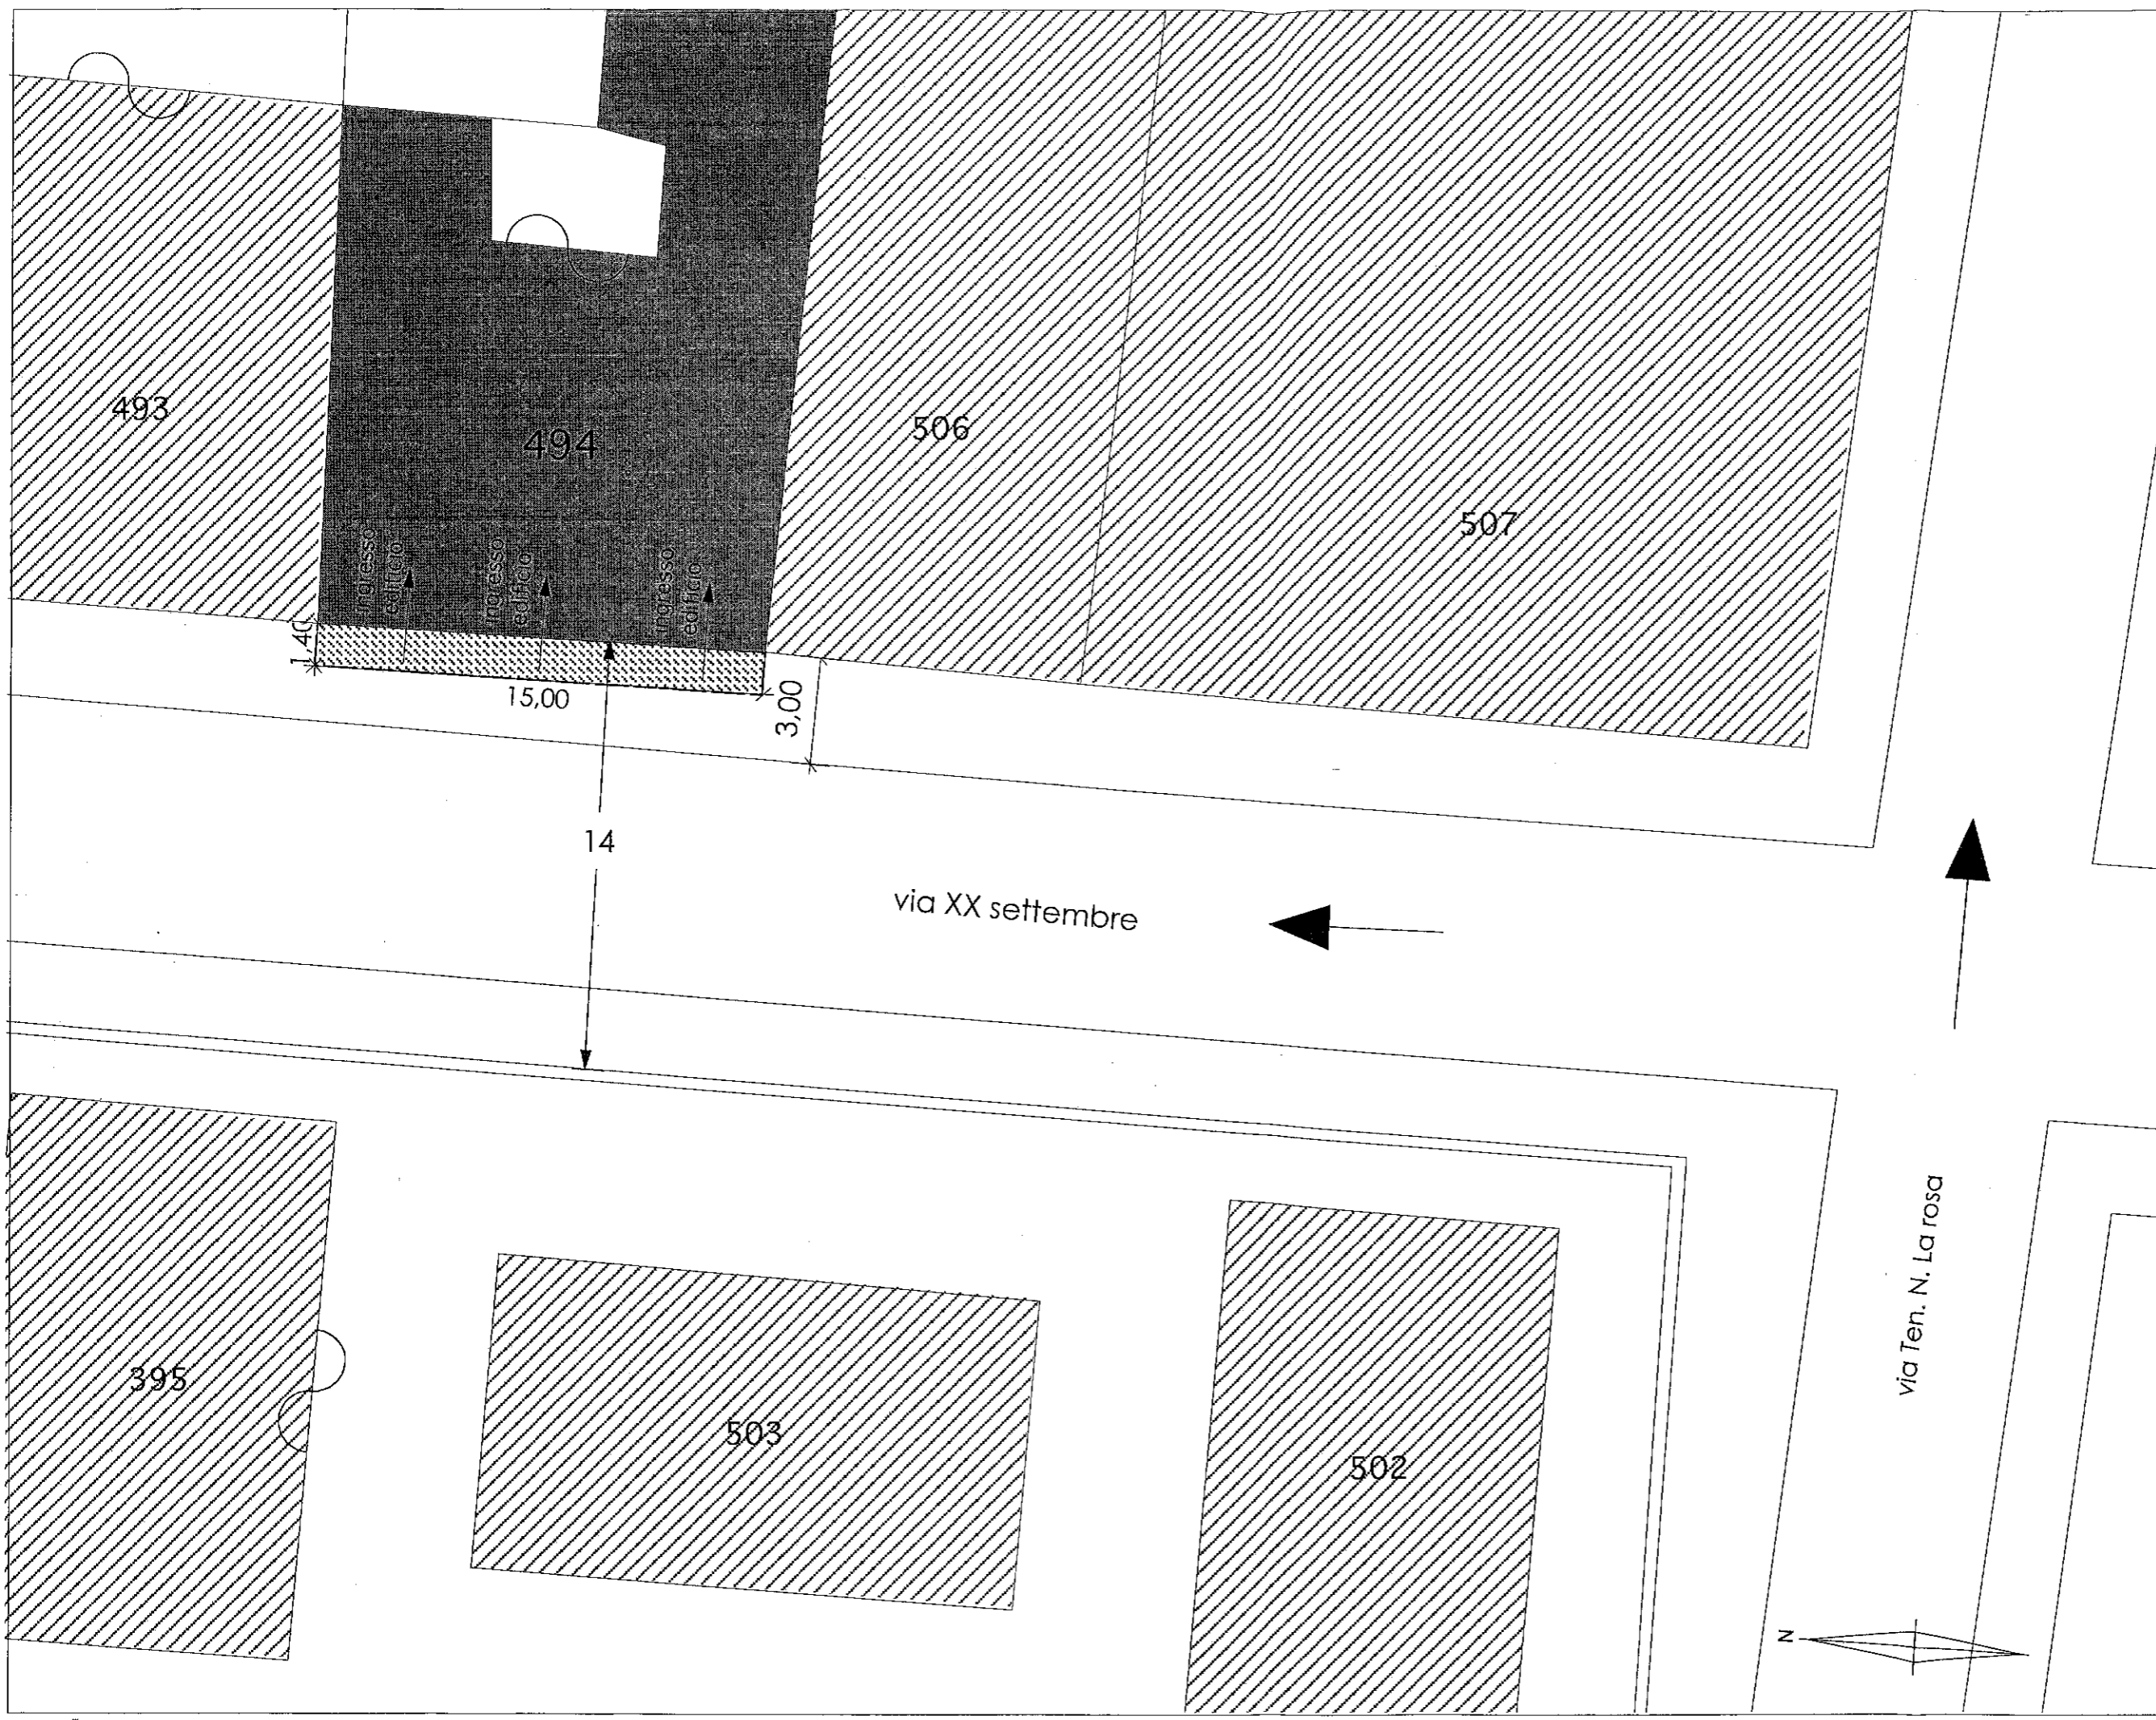 493
494
506
507
ingresso
edificio
ingresso
edificio
ingresso
edificio
1,40
15,00
3,00
14
via XX settembre
via Ten. N. La rosa
395
503
502
N